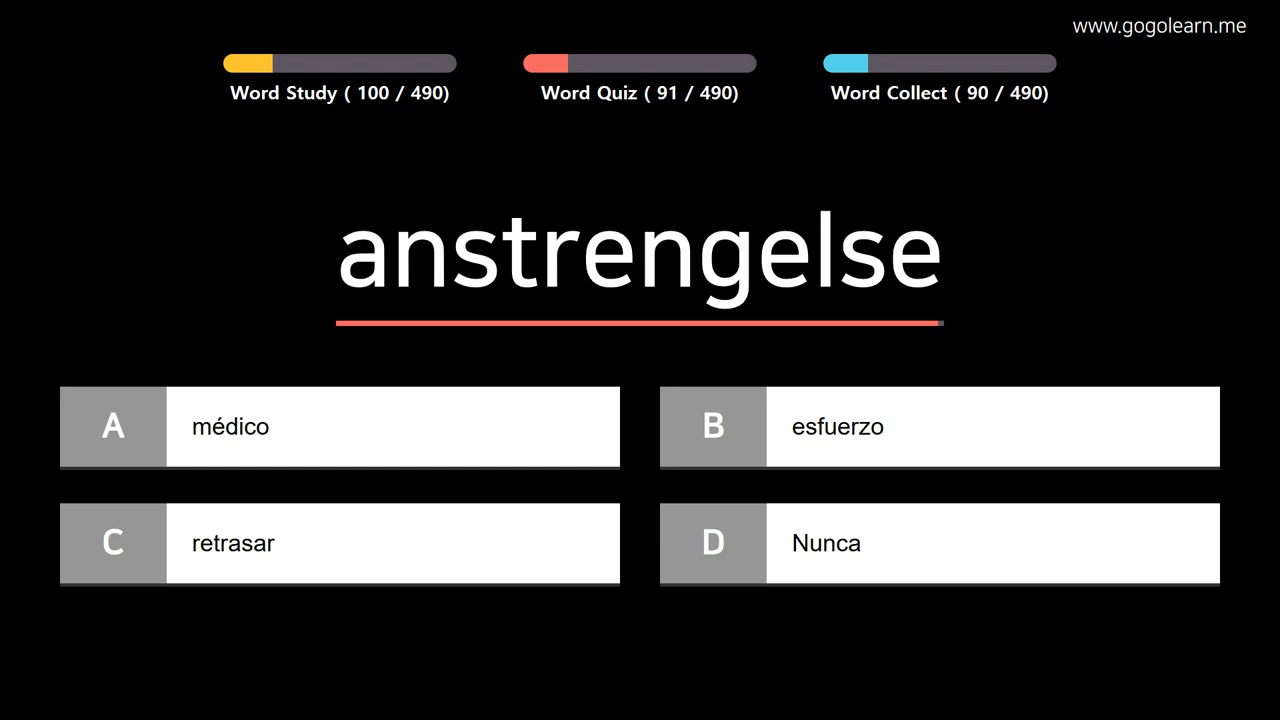 www.gogolearn.me
Word Study ( 100 / 490)
Word Quiz ( 91 / 490)
Word Collect ( 90 / 490)
anstrengelse
A médico
B esfuerzo
C retrasar
D Nunca